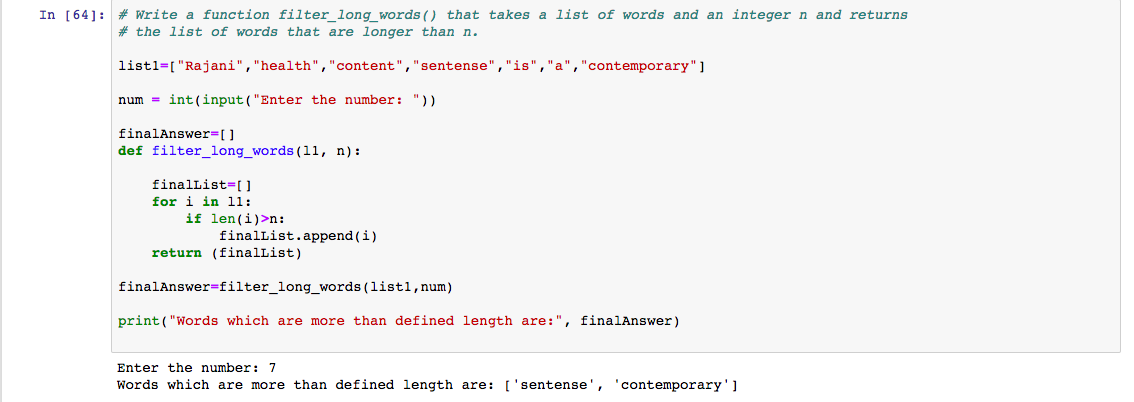 In [64]: # Write a function filter_long_words() that takes a list of words and an integer n and returns
# the list of words that are longer than n.
list1=["Rajani","health","content","sentense","is","a","contemporary"]
num = int(input("Enter the number: "))
finalAnswer=[]
def filter_long_words(l1, n):
    finalList=[]
    for i in l1:
        if len(i)>n:
            finalList.append(i)
    return (finalList)
finalAnswer=filter_long_words(list1,num)
print("Words which are more than defined length are:", finalAnswer)
Enter the number: 7
Words which are more than defined length are: ['sentense', 'contemporary']